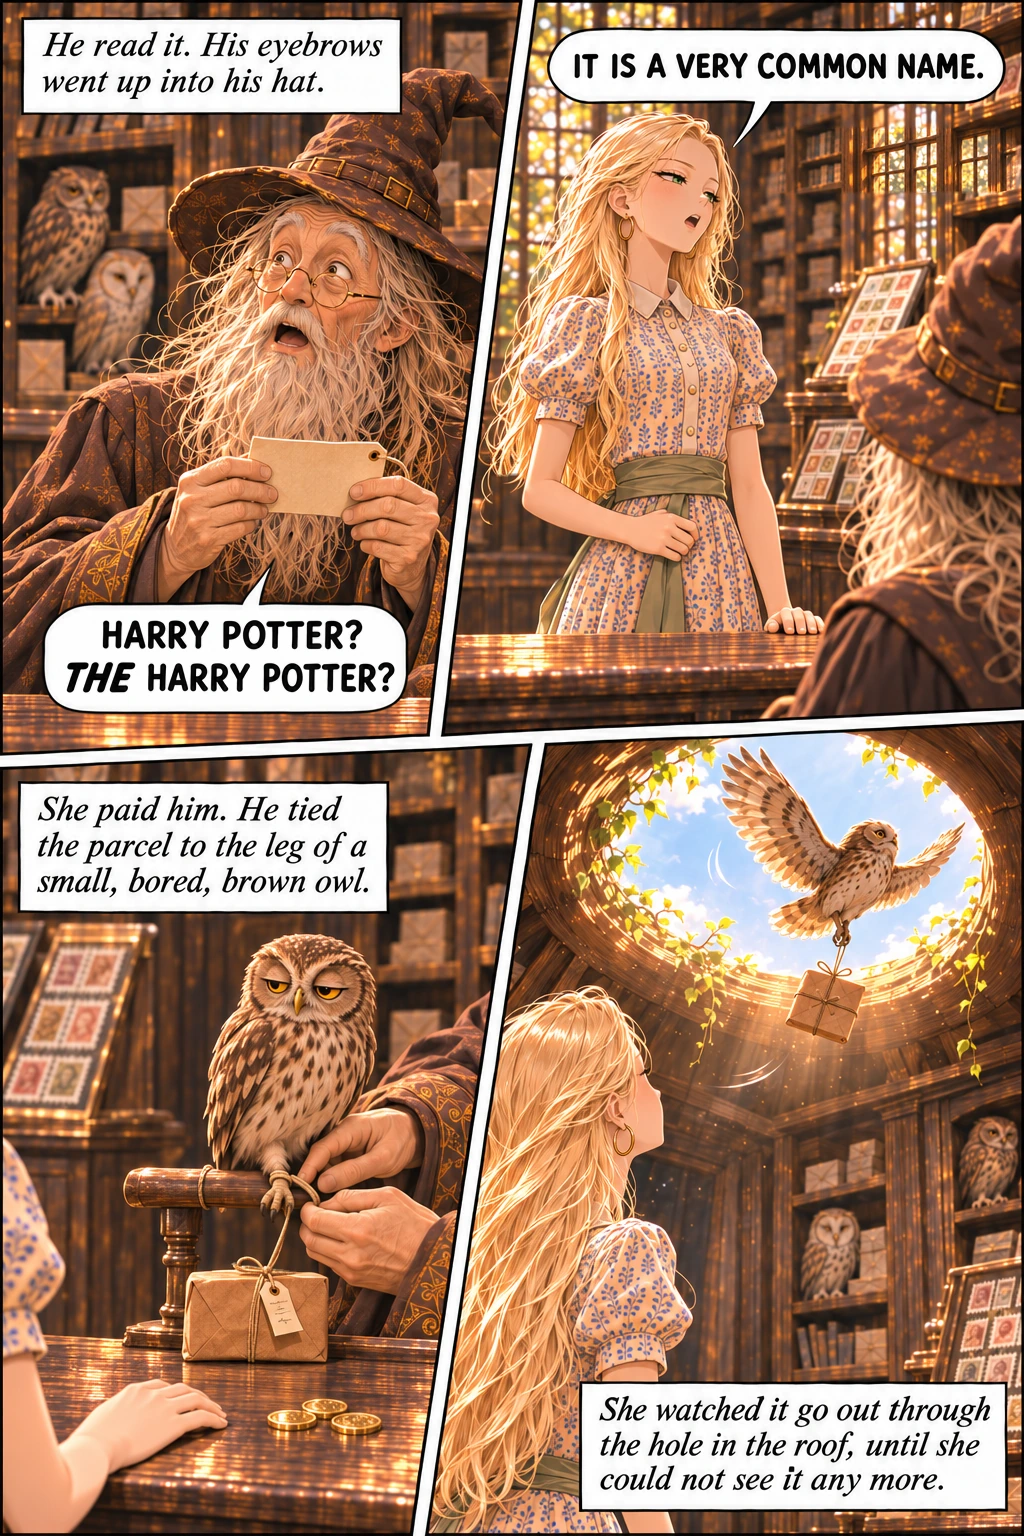 He read it. His eyebrows
went up into his hat.
HARRY POTTER?
THE HARRY POTTER?
IT IS A VERY COMMON NAME.
She paid him. He tied
the parcel to the leg of a
small, bored, brown owl.
She watched it go out through
the hole in the roof, until she
could not see it any more.